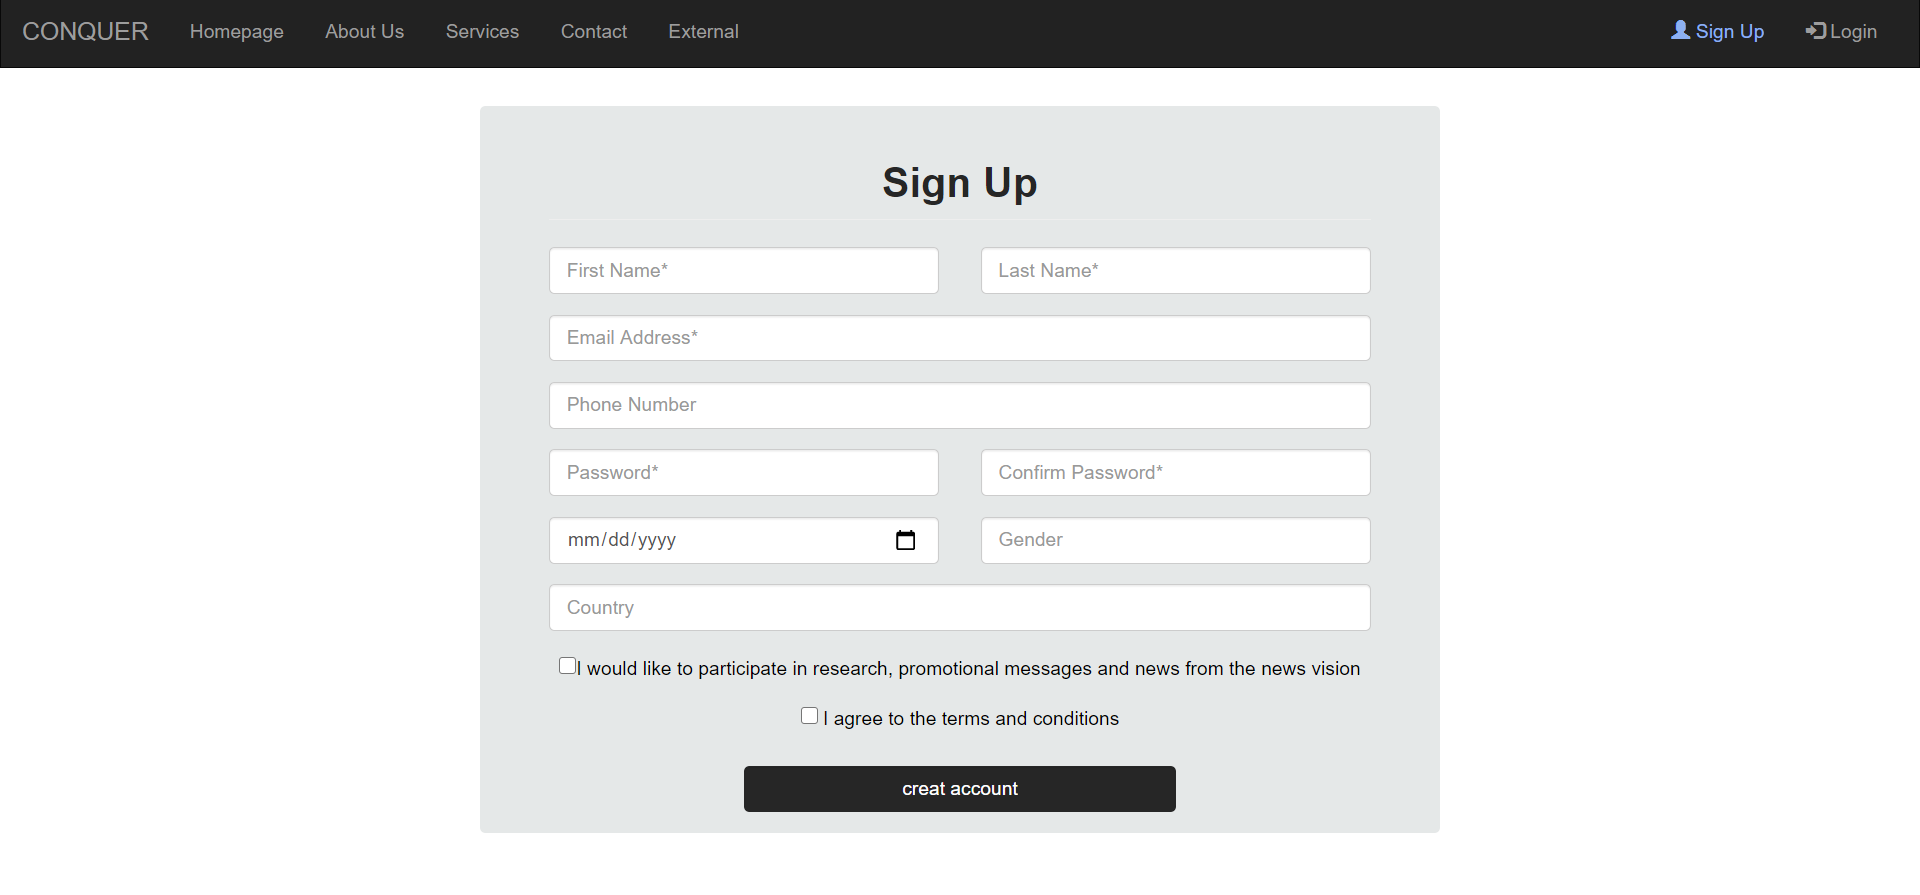 CONQUER Homepage About Us Services Contact External Sign Up Login
Sign Up
First Name* Last Name*
Email Address*
Phone Number
Password* Confirm Password*
mm/dd/yyyy Gender
Country
I would like to participate in research, promotional messages and news from the news vision
I agree to the terms and conditions
creat account